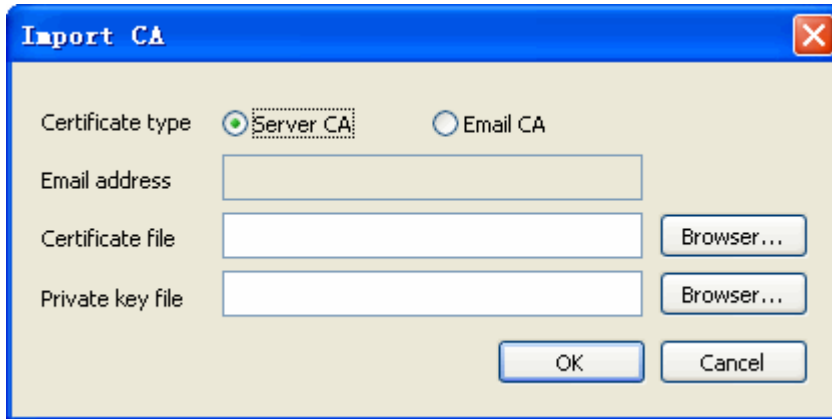 Import CA
Certificate type Server CA Email CA
Email address
Certificate file Browser...
Private key file Browser...
OK Cancel